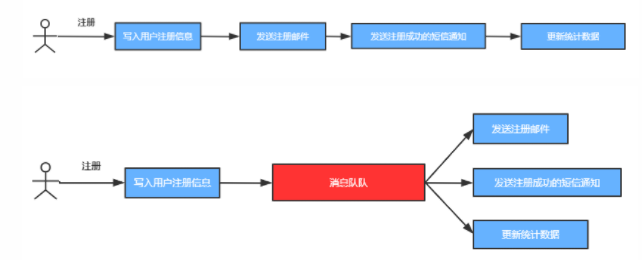 注册
写入用户注册信息
发送注册邮件
发送注册成功的短信通知
更新统计数据
发送注册邮件
注册
写入用户注册信息
消息队队
发送注册成功的短信通知
更新统计数据